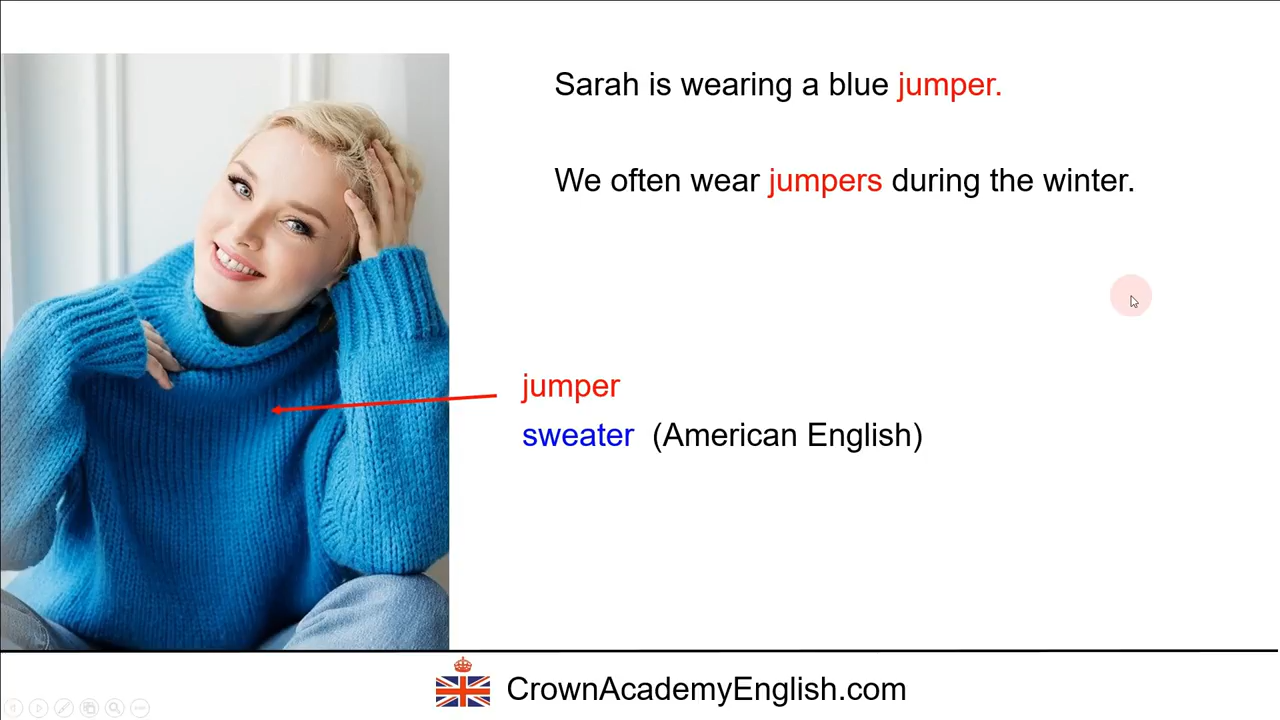 Sarah is wearing a blue jumper.
We often wear jumpers during the winter.
jumper
sweater (American English)
CrownAcademyEnglish.com